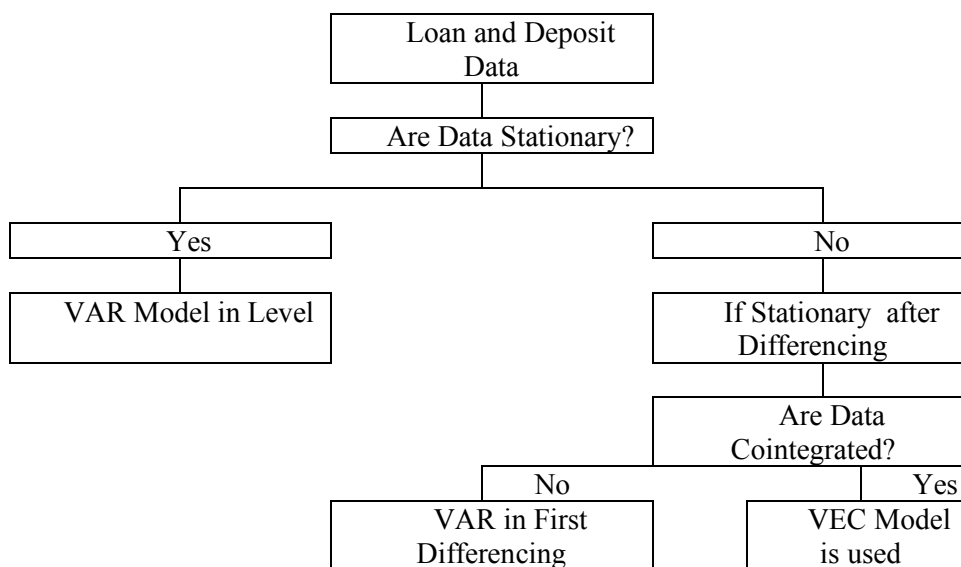 Loan and Deposit
Data
Are Data Stationary?
Yes
No
VAR Model in Level
If Stationary after
Differencing
Are Data
Cointegrated?
No
Yes
VAR in First
Differencing
VEC Model
is used